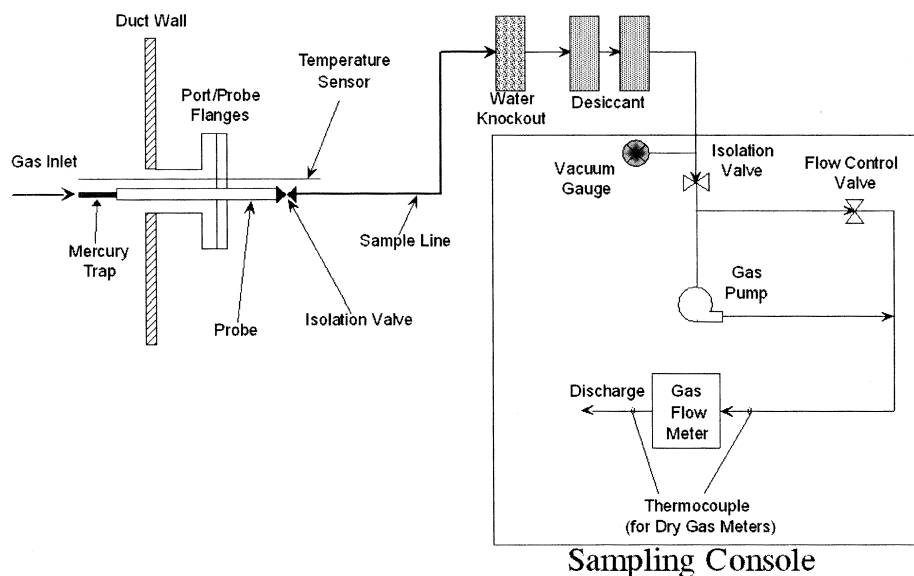 Duct Wall
Temperature
Sensor
Port/Probe
Flanges
Gas Inlet
Mercury
Trap
Probe
Isolation Valve
Sample Line
Water
Knockout
Desiccant
Vacuum
Gauge
Isolation
Valve
Flow Control
Valve
Gas
Pump
Discharge
Gas
Flow
Meter
Thermocouple
(for Dry Gas Meters)
Sampling Console